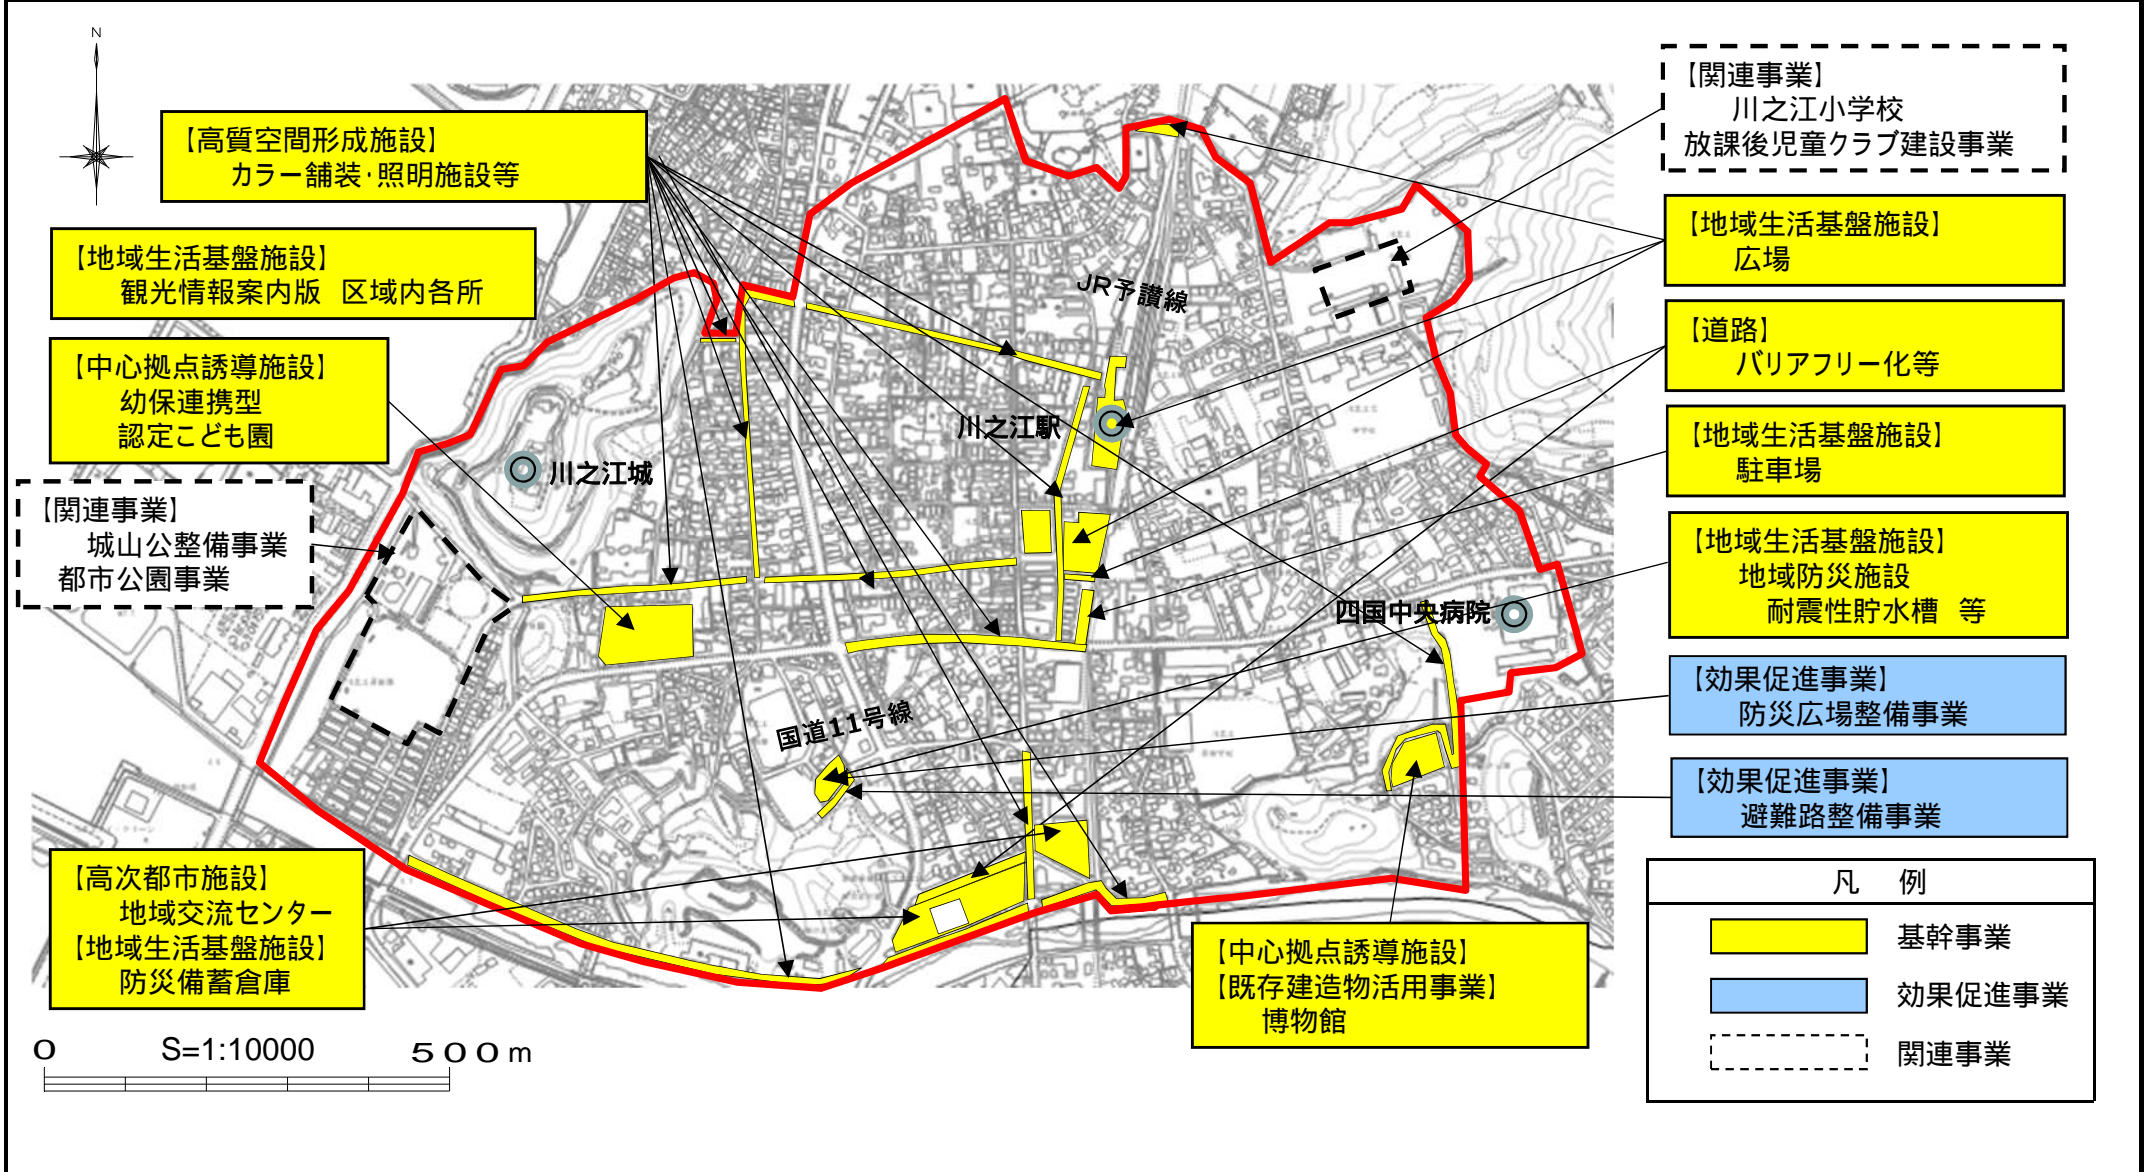 N
【高質空間形成施設】
カラー舗装・照明施設等
【地域生活基盤施設】
観光情報案内版 区域内各所
【中心拠点誘導施設】
幼保連携型
認定こども園
【関連事業】
城山公整備事業
都市公園事業
【高次都市施設】
地域交流センター
【地域生活基盤施設】
防災備蓄倉庫
0 S=1:10000 500m
JR予讃線
川之江駅
川之江城
四国中央病院
国道11号線
【関連事業】
川之江小学校
放課後児童クラブ建設事業
【地域生活基盤施設】
広場
【道路】
バリアフリー化等
【地域生活基盤施設】
駐車場
【地域生活基盤施設】
地域防災施設
耐震性貯水槽 等
【効果促進事業】
防災広場整備事業
【効果促進事業】
避難路整備事業
【中心拠点誘導施設】
【既存建造物活用事業】
博物館
凡 例
基幹事業
効果促進事業
関連事業